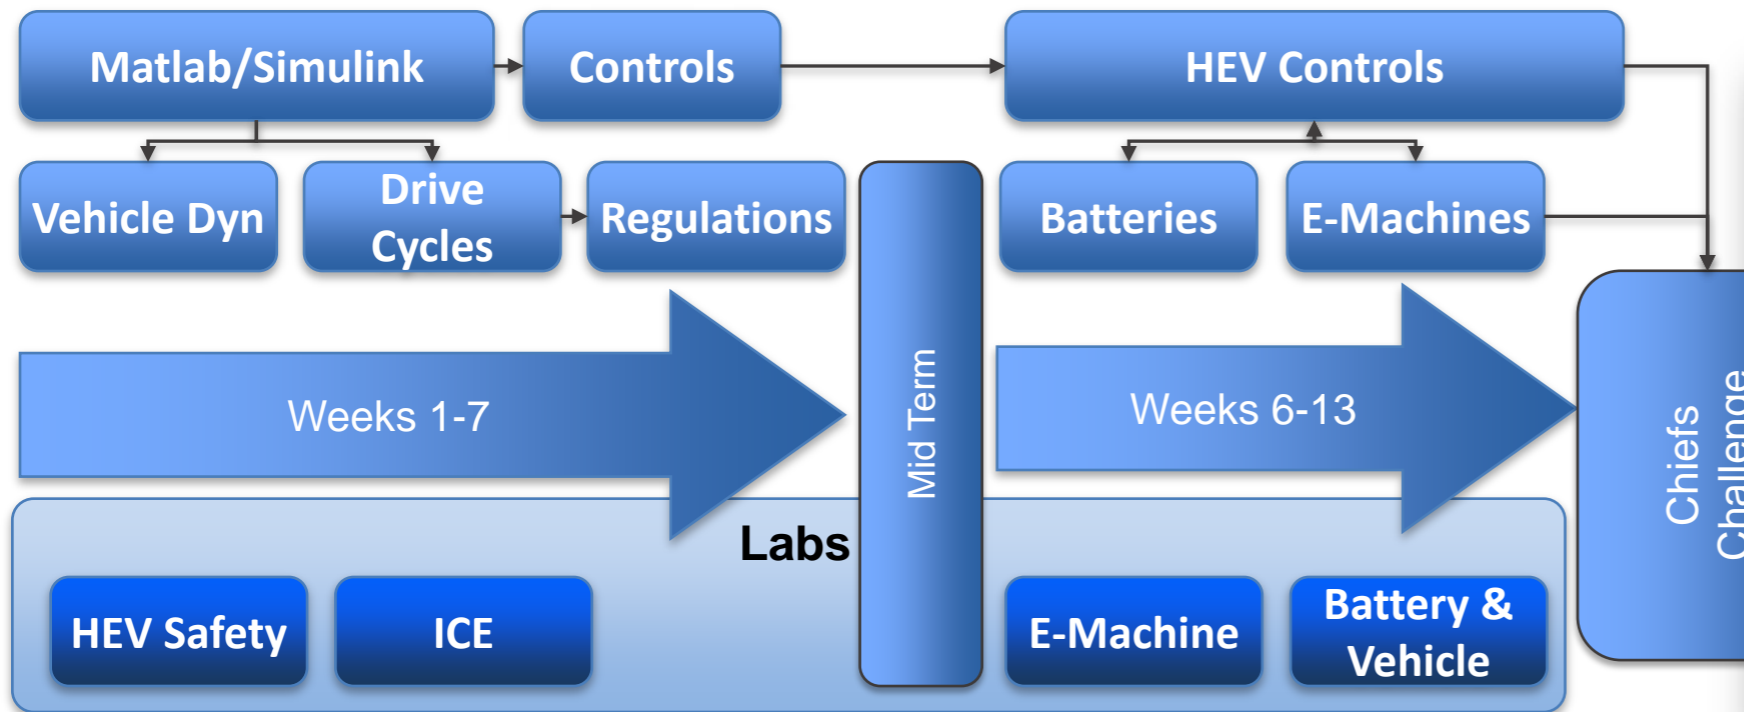 Matlab/Simulink
Controls
HEV Controls
Vehicle Dyn
Drive
Cycles
Regulations
Batteries
E-Machines
Weeks 1-7
Mid Term
Weeks 6-13
Chiefs
Challenge
Labs
HEV Safety
ICE
E-Machine
Battery &
Vehicle